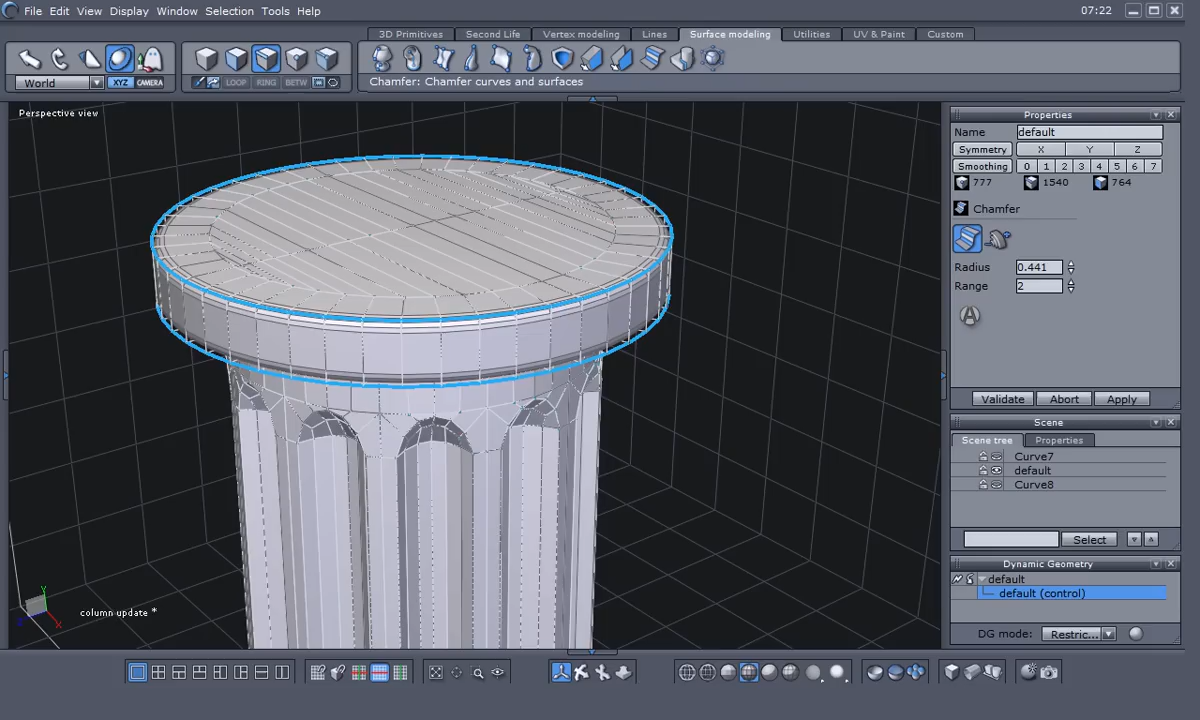 File Edit View Display Window Selection Tools Help 07:22
3D Primitives Second Life Vertex modeling Lines Surface modeling Utilities UV & Paint Custom
World XYZ CAMERA LOOP RING BETW
Chamfer: Chamfer curves and surfaces
Perspective view
Properties
Name default
Symmetry X Y Z
Smoothing 0 1 2 3 4 5 6 7
777 1540 764
Chamfer
Radius 0.441
Range 2
Validate Abort Apply
Scene
Scene tree Properties
Curve7
default
Curve8
Select
Dynamic Geometry
default
default (control)
DG mode: Restric...
Y
Z X
column update *